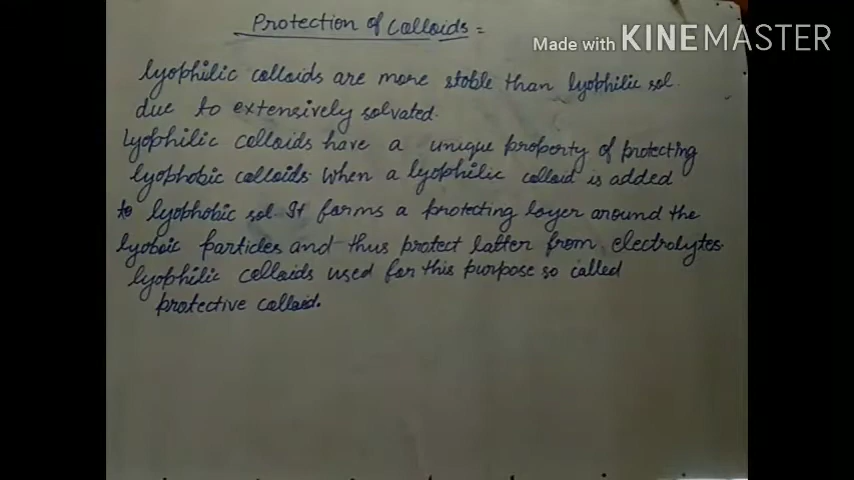 Protection of Colloids =
Made with KINEMASTER
lyophilic colloids are more stable than lyophilic sol.
due to extensively solvated.
Lyophilic colloids have a unique property of protecting
lyophobic colloids. When a lyophilic colloid is added
to lyophobic sol. It forms a protecting layer around the
lyoboic particles and thus protect latter from electrolytes.
lyophilic colloids used for this purpose so called
protective colloid.